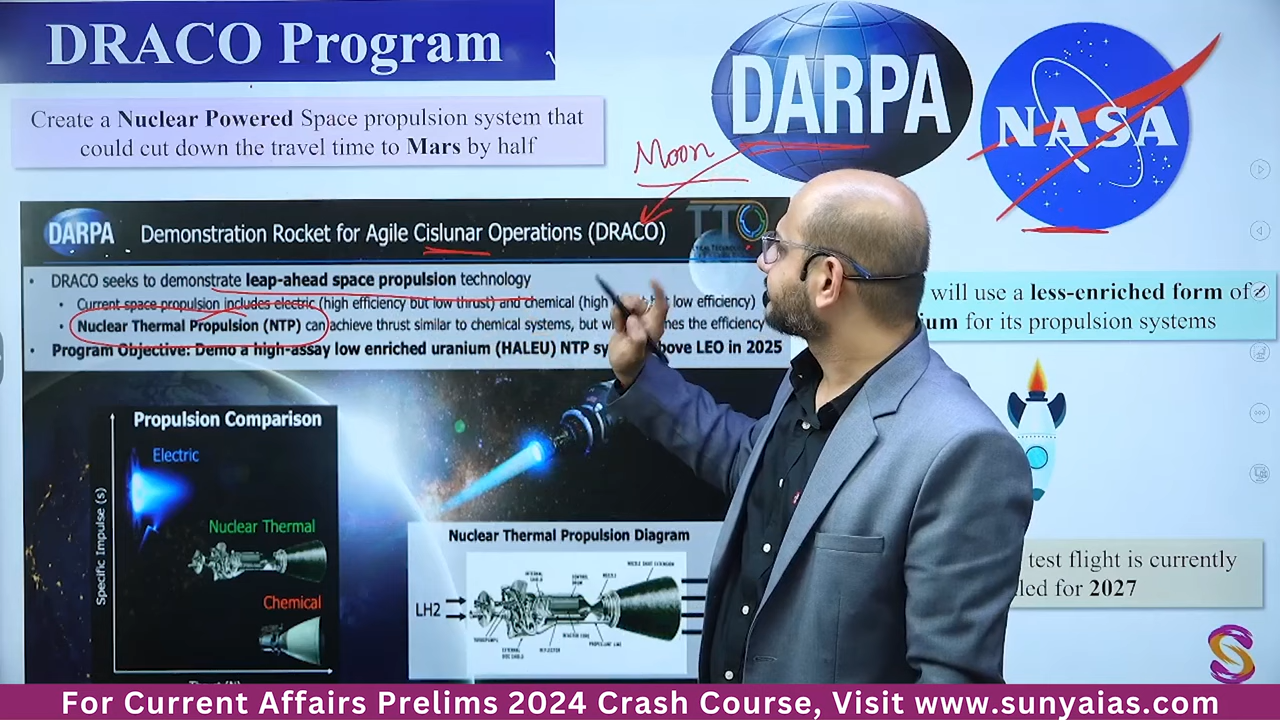 DRACO Program
DARPA
NASA
Create a Nuclear Powered Space propulsion system that
could cut down the travel time to Mars by half
Moon
DARPA
Demonstration Rocket for Agile Cislunar Operations (DRACO)
TTO
• DRACO seeks to demonstrate leap-ahead space propulsion technology
• Current space propulsion includes electric (high efficiency but low thrust) and chemical (high low efficiency)
• Nuclear Thermal Propulsion (NTP) can achieve thrust similar to chemical systems, but the efficiency
• Program Objective: Demo a high-assay low enriched uranium (HALEU) NTP above LEO in 2025
will use a less-enriched form of
for its propulsion systems
Propulsion Comparison
Electric
Nuclear Thermal
Chemical
Specific Impulse (s)
Nuclear Thermal Propulsion Diagram
LH2
test flight is currently
for 2027
S
For Current Affairs Prelims 2024 Crash Course, Visit www.sunyaias.com